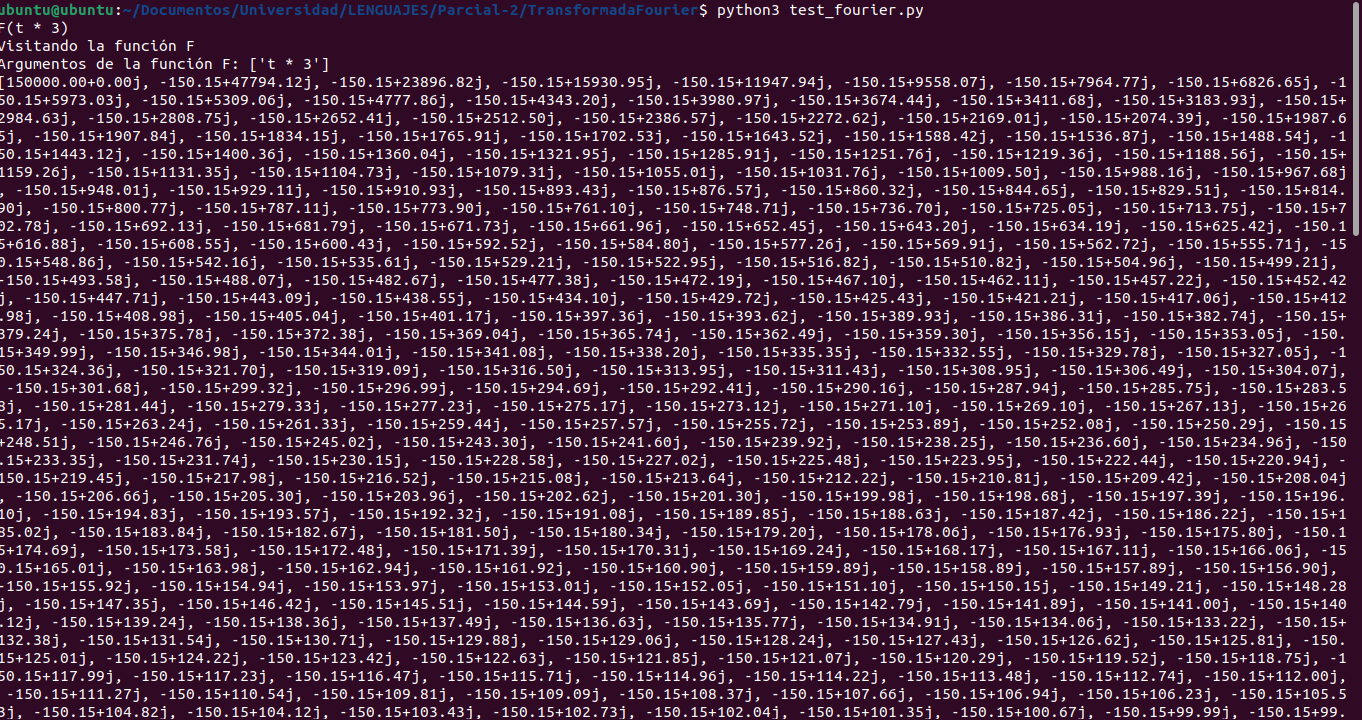 ubuntu@ubuntu:~/Documentos/Universidad/LENGUAJES/Parcial-2/TransformadaFourier$ python3 test_fourier.py
F(t * 3)
Visitando la función F
Argumentos de la función F: ['t * 3']
[150000.00+0.00j, -150.15+47794.12j, -150.15+23896.82j, -150.15+15930.95j, -150.15+11947.94j, -150.15+9558.07j, -150.15+7964.77j, -150.15+6826.65j, -1
50.15+5973.03j, -150.15+5309.06j, -150.15+4777.86j, -150.15+4343.20j, -150.15+3980.97j, -150.15+3674.44j, -150.15+3411.68j, -150.15+3183.93j, -150.15+
2984.63j, -150.15+2808.75j, -150.15+2652.41j, -150.15+2512.50j, -150.15+2386.57j, -150.15+2272.62j, -150.15+2169.01j, -150.15+2074.39j, -150.15+1987.6
5j, -150.15+1907.84j, -150.15+1834.15j, -150.15+1765.91j, -150.15+1702.53j, -150.15+1643.52j, -150.15+1588.42j, -150.15+1536.87j, -150.15+1488.54j, -1
50.15+1443.12j, -150.15+1400.36j, -150.15+1360.04j, -150.15+1321.95j, -150.15+1285.91j, -150.15+1251.76j, -150.15+1219.36j, -150.15+1188.56j, -150.15+
1159.26j, -150.15+1131.35j, -150.15+1104.73j, -150.15+1079.31j, -150.15+1055.01j, -150.15+1031.76j, -150.15+1009.50j, -150.15+988.16j, -150.15+967.68j
, -150.15+948.01j, -150.15+929.11j, -150.15+910.93j, -150.15+893.43j, -150.15+876.57j, -150.15+860.32j, -150.15+844.65j, -150.15+829.51j, -150.15+814.
90j, -150.15+800.77j, -150.15+787.11j, -150.15+773.90j, -150.15+761.10j, -150.15+748.71j, -150.15+736.70j, -150.15+725.05j, -150.15+713.75j, -150.15+7
02.78j, -150.15+692.13j, -150.15+681.79j, -150.15+671.73j, -150.15+661.96j, -150.15+652.45j, -150.15+643.20j, -150.15+634.19j, -150.15+625.42j, -150.1
5+616.88j, -150.15+608.55j, -150.15+600.43j, -150.15+592.52j, -150.15+584.80j, -150.15+577.26j, -150.15+569.91j, -150.15+562.72j, -150.15+555.71j, -15
0.15+548.86j, -150.15+542.16j, -150.15+535.61j, -150.15+529.21j, -150.15+522.95j, -150.15+516.82j, -150.15+510.82j, -150.15+504.96j, -150.15+499.21j,
-150.15+493.58j, -150.15+488.07j, -150.15+482.67j, -150.15+477.38j, -150.15+472.19j, -150.15+467.10j, -150.15+462.11j, -150.15+457.22j, -150.15+452.42
j, -150.15+447.71j, -150.15+443.09j, -150.15+438.55j, -150.15+434.10j, -150.15+429.72j, -150.15+425.43j, -150.15+421.21j, -150.15+417.06j, -150.15+412
.98j, -150.15+408.98j, -150.15+405.04j, -150.15+401.17j, -150.15+397.36j, -150.15+393.62j, -150.15+389.93j, -150.15+386.31j, -150.15+382.74j, -150.15+
379.24j, -150.15+375.78j, -150.15+372.38j, -150.15+369.04j, -150.15+365.74j, -150.15+362.49j, -150.15+359.30j, -150.15+356.15j, -150.15+353.05j, -150.
15+349.99j, -150.15+346.98j, -150.15+344.01j, -150.15+341.08j, -150.15+338.20j, -150.15+335.35j, -150.15+332.55j, -150.15+329.78j, -150.15+327.05j, -1
50.15+324.36j, -150.15+321.70j, -150.15+319.09j, -150.15+316.50j, -150.15+313.95j, -150.15+311.43j, -150.15+308.95j, -150.15+306.49j, -150.15+304.07j,
-150.15+301.68j, -150.15+299.32j, -150.15+296.99j, -150.15+294.69j, -150.15+292.41j, -150.15+290.16j, -150.15+287.94j, -150.15+285.75j, -150.15+283.5
8j, -150.15+281.44j, -150.15+279.33j, -150.15+277.23j, -150.15+275.17j, -150.15+273.12j, -150.15+271.10j, -150.15+269.10j, -150.15+267.13j, -150.15+26
5.17j, -150.15+263.24j, -150.15+261.33j, -150.15+259.44j, -150.15+257.57j, -150.15+255.72j, -150.15+253.89j, -150.15+252.08j, -150.15+250.29j, -150.15
+248.51j, -150.15+246.76j, -150.15+245.02j, -150.15+243.30j, -150.15+241.60j, -150.15+239.92j, -150.15+238.25j, -150.15+236.60j, -150.15+234.96j, -150
.15+233.35j, -150.15+231.74j, -150.15+230.15j, -150.15+228.58j, -150.15+227.02j, -150.15+225.48j, -150.15+223.95j, -150.15+222.44j, -150.15+220.94j, -
150.15+219.45j, -150.15+217.98j, -150.15+216.52j, -150.15+215.08j, -150.15+213.64j, -150.15+212.22j, -150.15+210.81j, -150.15+209.42j, -150.15+208.04j
, -150.15+206.66j, -150.15+205.30j, -150.15+203.96j, -150.15+202.62j, -150.15+201.30j, -150.15+199.98j, -150.15+198.68j, -150.15+197.39j, -150.15+196.
10j, -150.15+194.83j, -150.15+193.57j, -150.15+192.32j, -150.15+191.08j, -150.15+189.85j, -150.15+188.63j, -150.15+187.42j, -150.15+186.22j, -150.15+1
85.02j, -150.15+183.84j, -150.15+182.67j, -150.15+181.50j, -150.15+180.34j, -150.15+179.20j, -150.15+178.06j, -150.15+176.93j, -150.15+175.80j, -150.1
5+174.69j, -150.15+173.58j, -150.15+172.48j, -150.15+171.39j, -150.15+170.31j, -150.15+169.24j, -150.15+168.17j, -150.15+167.11j, -150.15+166.06j, -15
0.15+165.01j, -150.15+163.98j, -150.15+162.94j, -150.15+161.92j, -150.15+160.90j, -150.15+159.89j, -150.15+158.89j, -150.15+157.89j, -150.15+156.90j,
-150.15+155.92j, -150.15+154.94j, -150.15+153.97j, -150.15+153.01j, -150.15+152.05j, -150.15+151.10j, -150.15+150.15j, -150.15+149.21j, -150.15+148.28
j, -150.15+147.35j, -150.15+146.42j, -150.15+145.51j, -150.15+144.59j, -150.15+143.69j, -150.15+142.79j, -150.15+141.89j, -150.15+141.00j, -150.15+140
.12j, -150.15+139.24j, -150.15+138.36j, -150.15+137.49j, -150.15+136.63j, -150.15+135.77j, -150.15+134.91j, -150.15+134.06j, -150.15+133.22j, -150.15+
132.38j, -150.15+131.54j, -150.15+130.71j, -150.15+129.88j, -150.15+129.06j, -150.15+128.24j, -150.15+127.43j, -150.15+126.62j, -150.15+125.81j, -150.
15+125.01j, -150.15+124.22j, -150.15+123.42j, -150.15+122.63j, -150.15+121.85j, -150.15+121.07j, -150.15+120.29j, -150.15+119.52j, -150.15+118.75j, -1
50.15+117.99j, -150.15+117.23j, -150.15+116.47j, -150.15+115.71j, -150.15+114.96j, -150.15+114.22j, -150.15+113.48j, -150.15+112.74j, -150.15+112.00j,
-150.15+111.27j, -150.15+110.54j, -150.15+109.81j, -150.15+109.09j, -150.15+108.37j, -150.15+107.66j, -150.15+106.94j, -150.15+106.23j, -150.15+105.5
3j, -150.15+104.82j, -150.15+104.12j, -150.15+103.43j, -150.15+102.73j, -150.15+102.04j, -150.15+101.35j, -150.15+100.67j, -150.15+99.99j, -150.15+99.